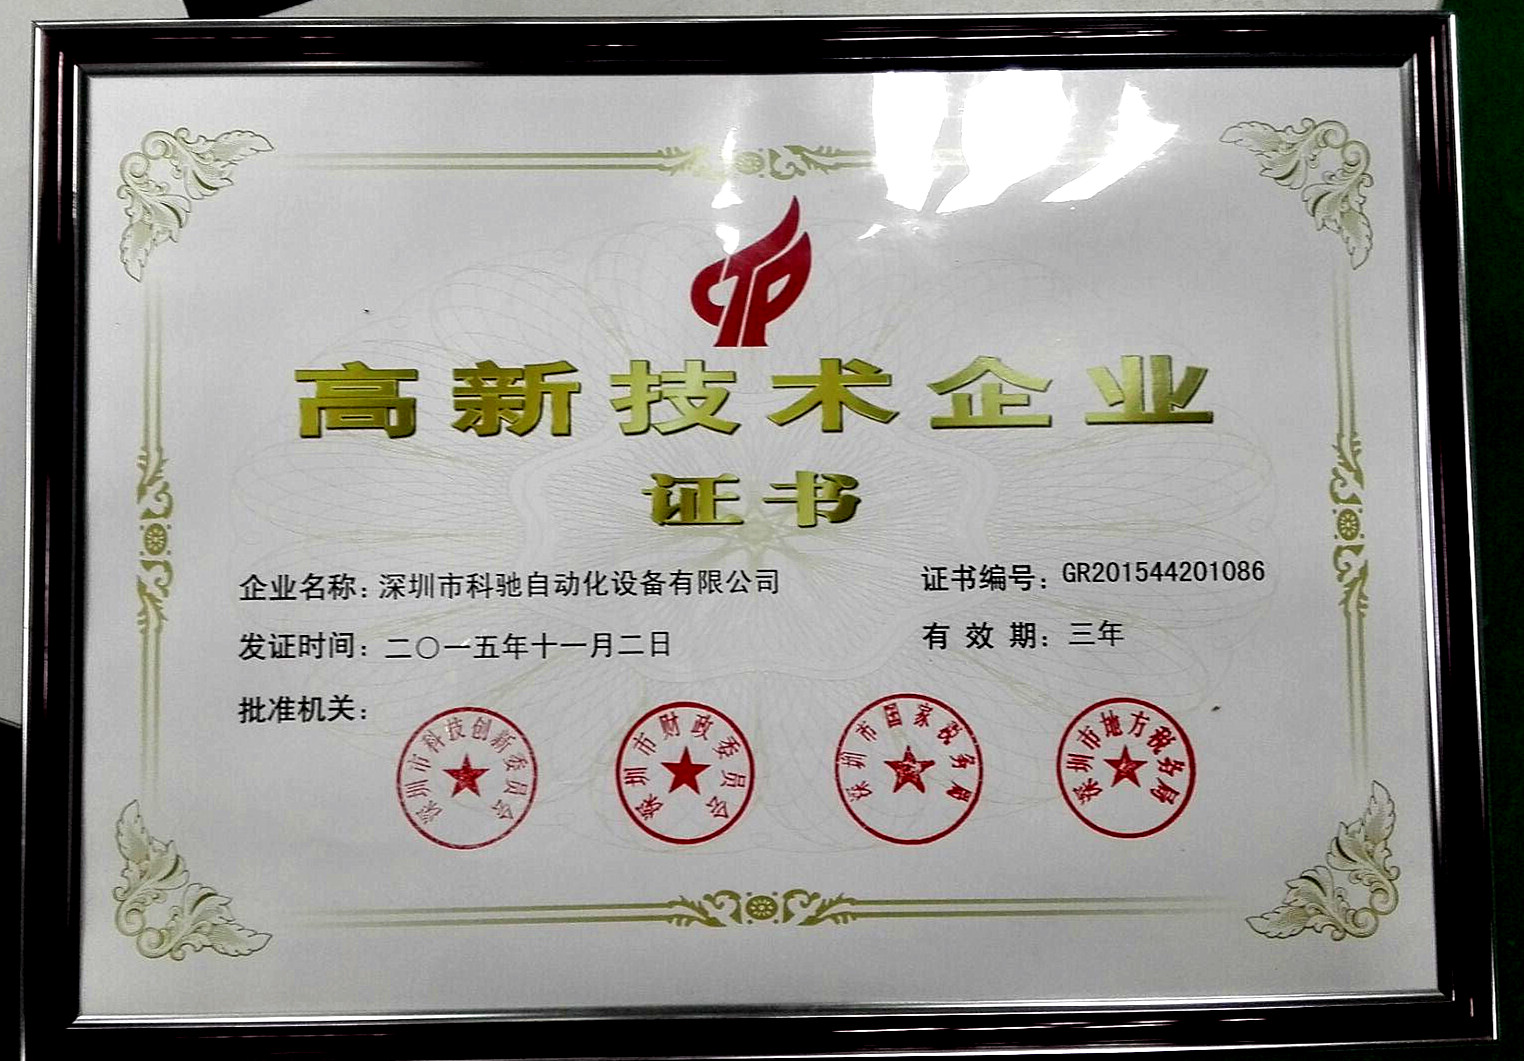 高新技术企业
证书
企业名称：深圳市科驰自动化设备有限公司
证书编号：GR201544201086
发证时间：二〇一五年十一月二日
有效期：三年
批准机关：
深圳市科技创新委员会
深圳市财政委员会
深圳市国家税务局
深圳市地方税务局